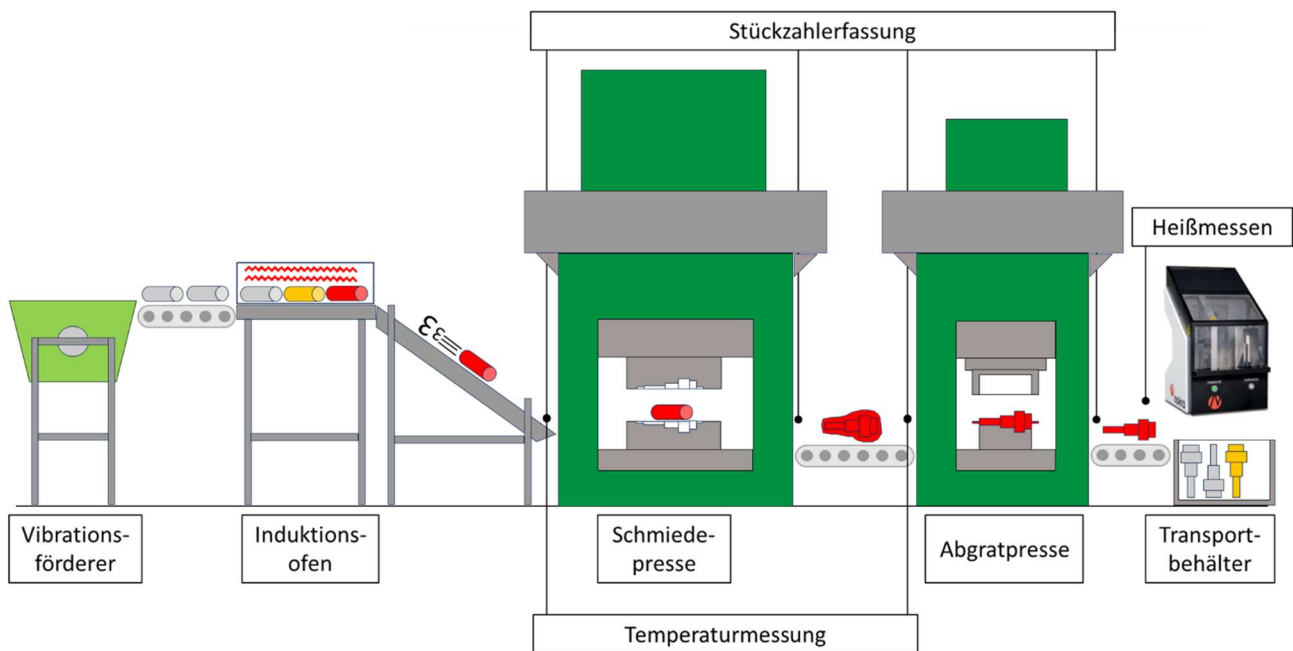 Stückzahlerfassung
Heißmessen
Vibrations-
förderer
Induktions-
ofen
Schmiede-
presse
Abgratpresse
Transport-
behälter
Temperaturmessung